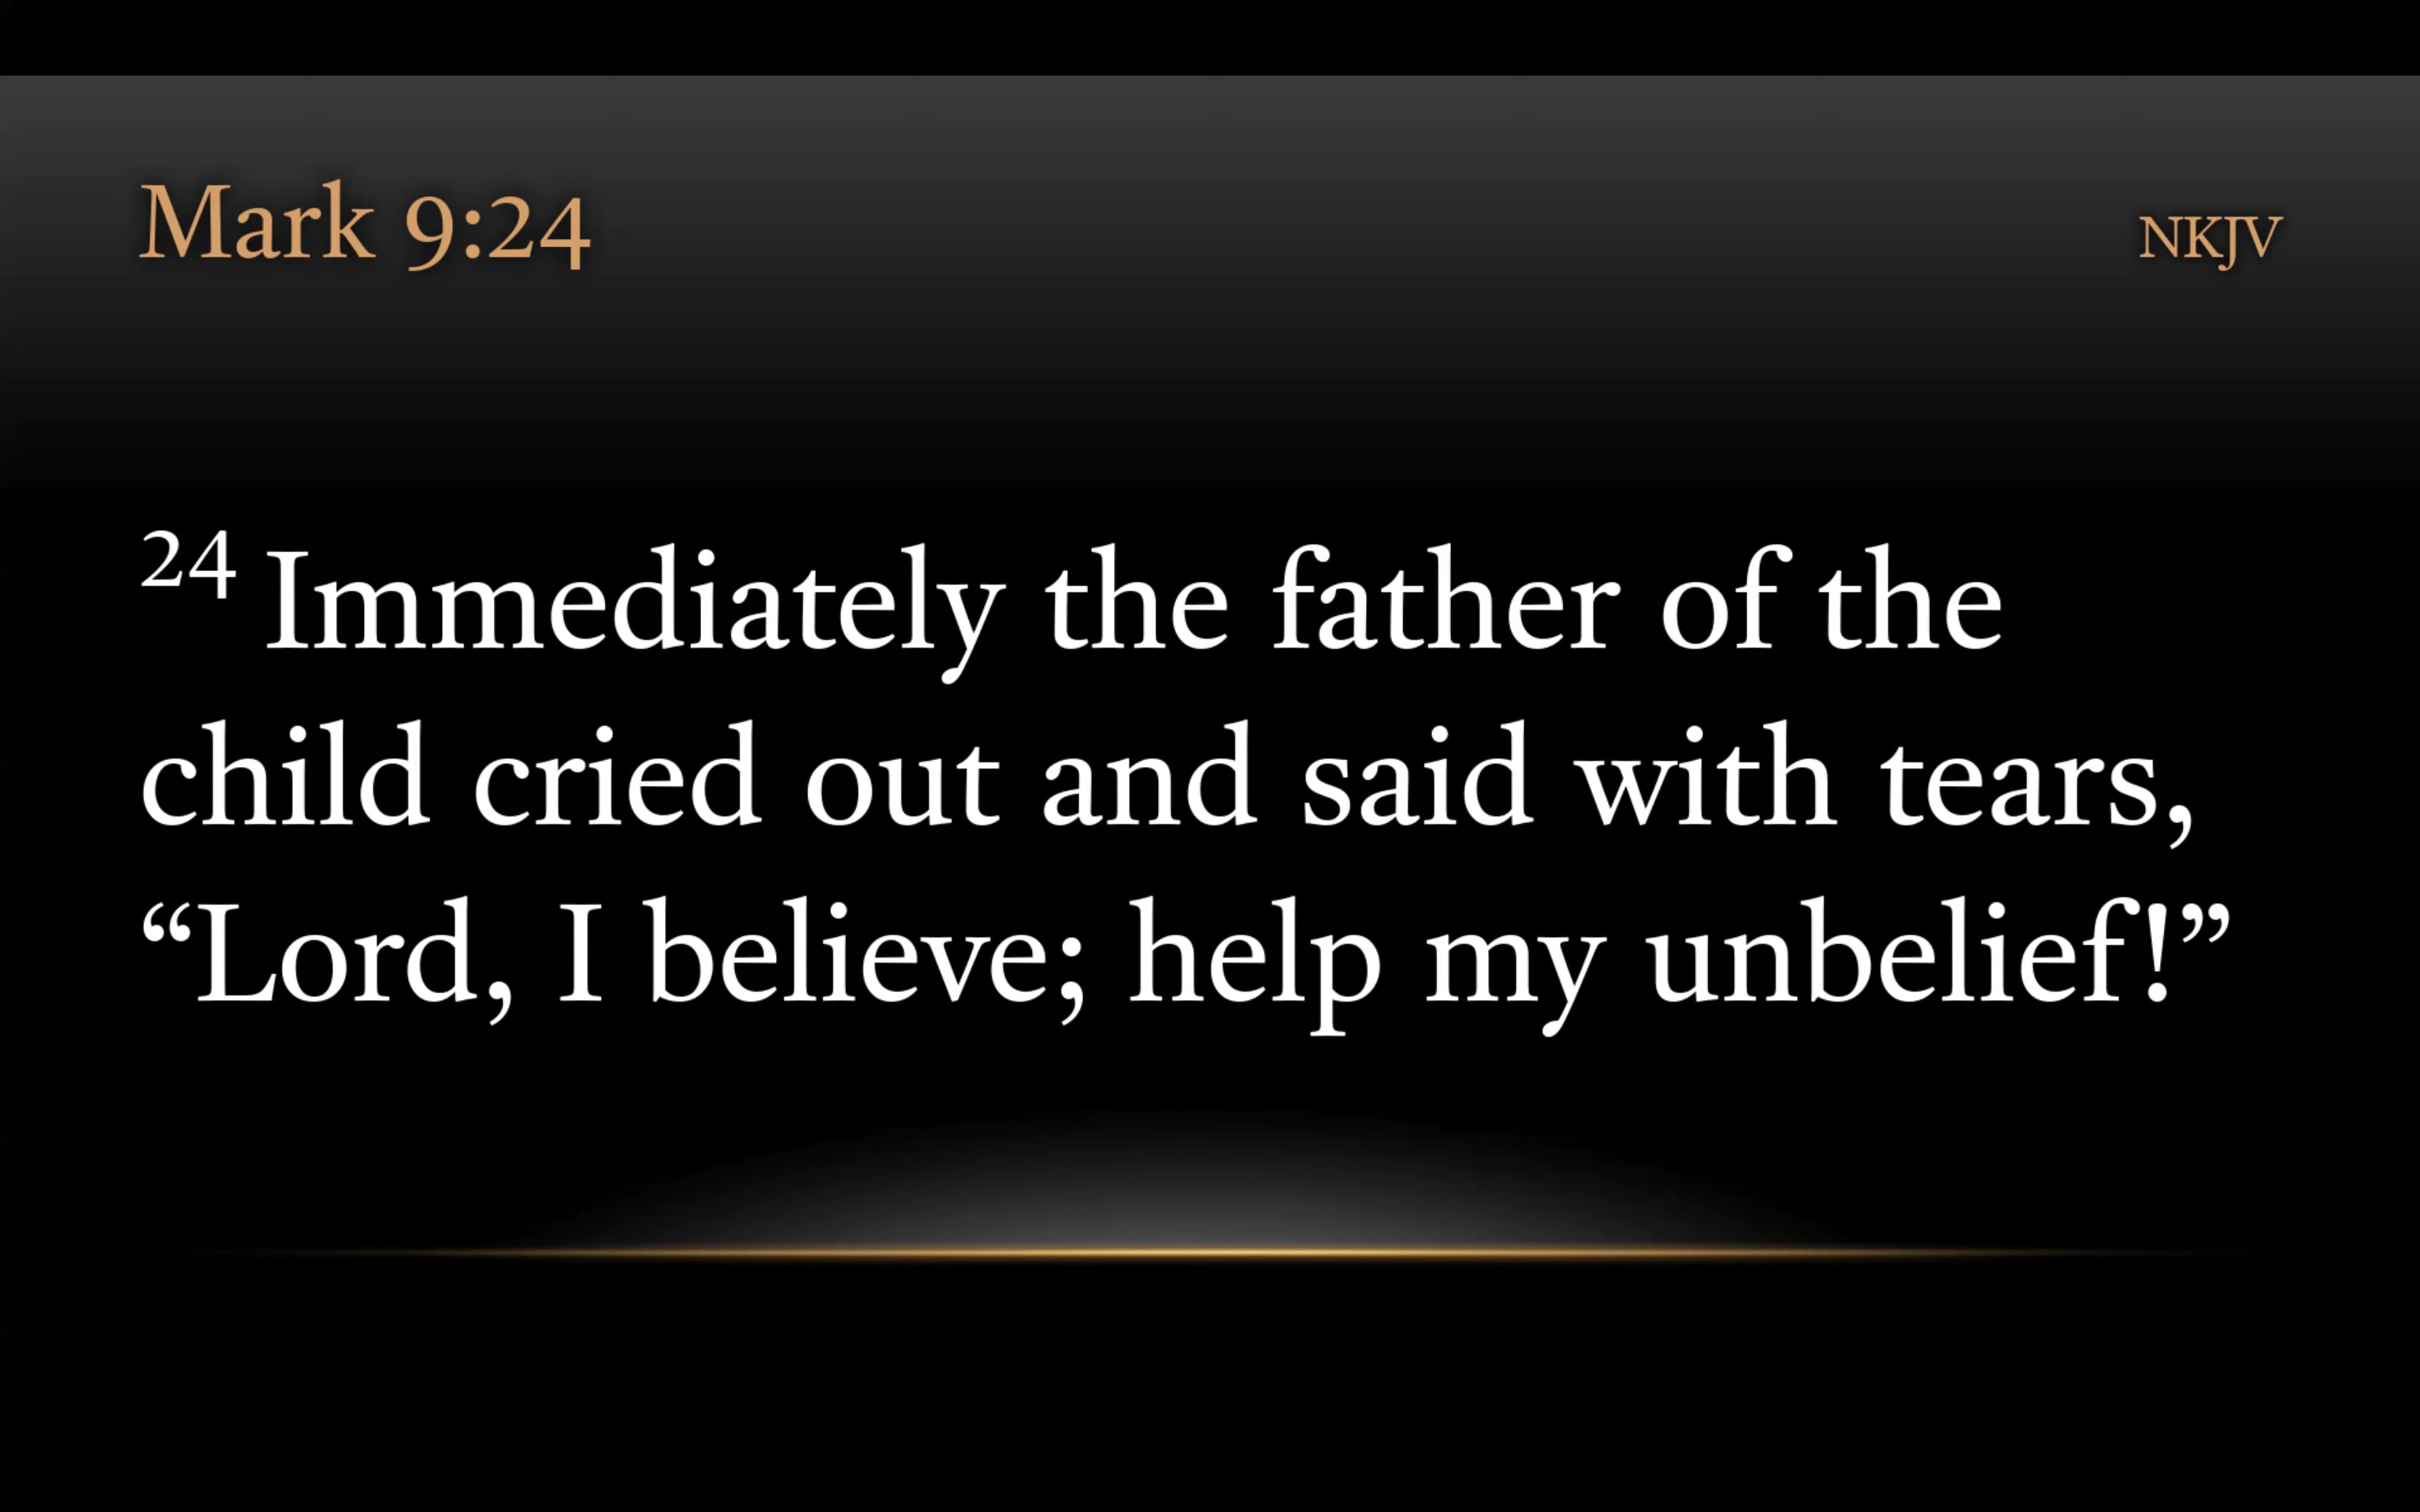 Mark 9:24
NKJV
24 Immediately the father of the
child cried out and said with tears,
“Lord, I believe; help my unbelief!”